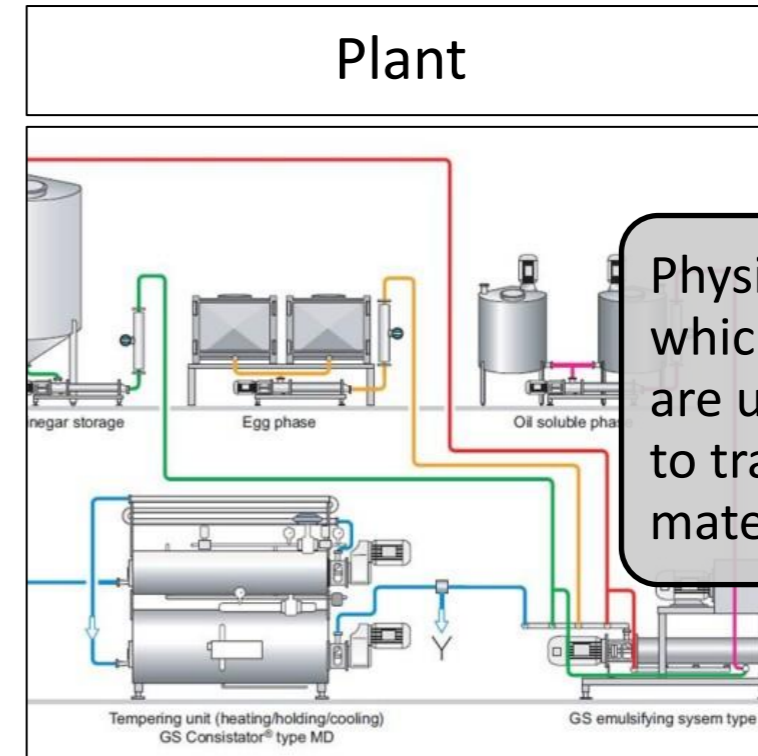 Plant
Physi
whic
are u
to tra
mate
negar storage
Egg phase
Oil soluble phas
Tempering unit (heating/holding/cooling)
GS Consistator® type MD
GS emulsifying sysem type